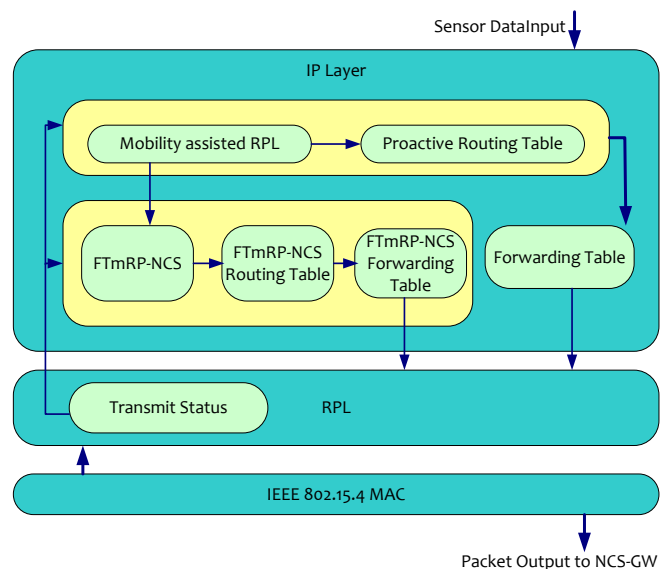 Sensor DataInput
IP Layer
Mobility assisted RPL
Proactive Routing Table
FTmRP-NCS
FTmRP-NCS
Routing Table
FTmRP-NCS
Forwarding
Table
Forwarding Table
Transmit Status
RPL
IEEE 802.15.4 MAC
Packet Output to NCS-GW